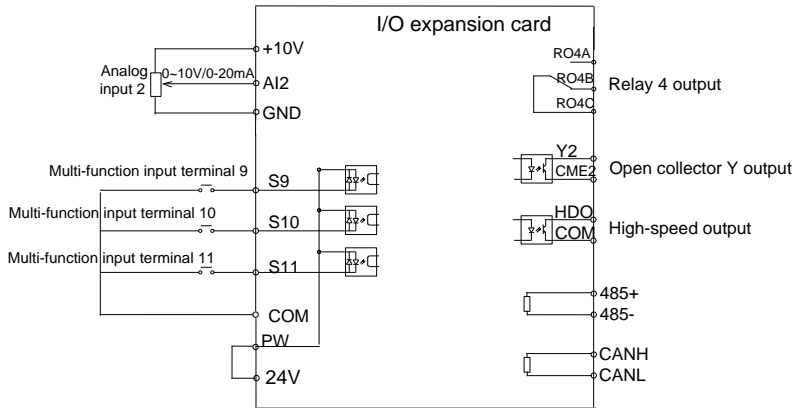 I/O expansion card
+10V
Analog
input 2
0~10V/0-20mA
AI2
GND
Multi-function input terminal 9
S9
Multi-function input terminal 10
S10
Multi-function input terminal 11
S11
COM
PW
24V
RO4A
RO4B
RO4C
Relay 4 output
Y2
CME2
Open collector Y output
HDO
COM
High-speed output
485+
485-
CANH
CANL